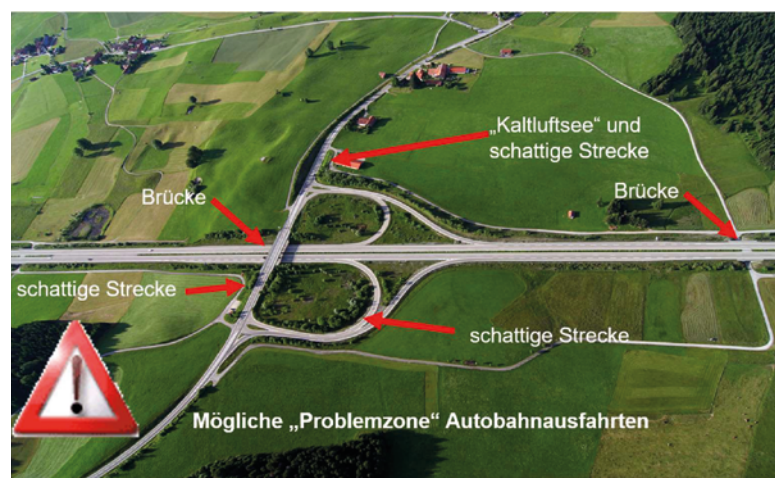 „Kaltluftsee“ und
schattige Strecke
Brücke
Brücke
schattige Strecke
schattige Strecke
Mögliche „Problemzone“ Autobahnausfahrten